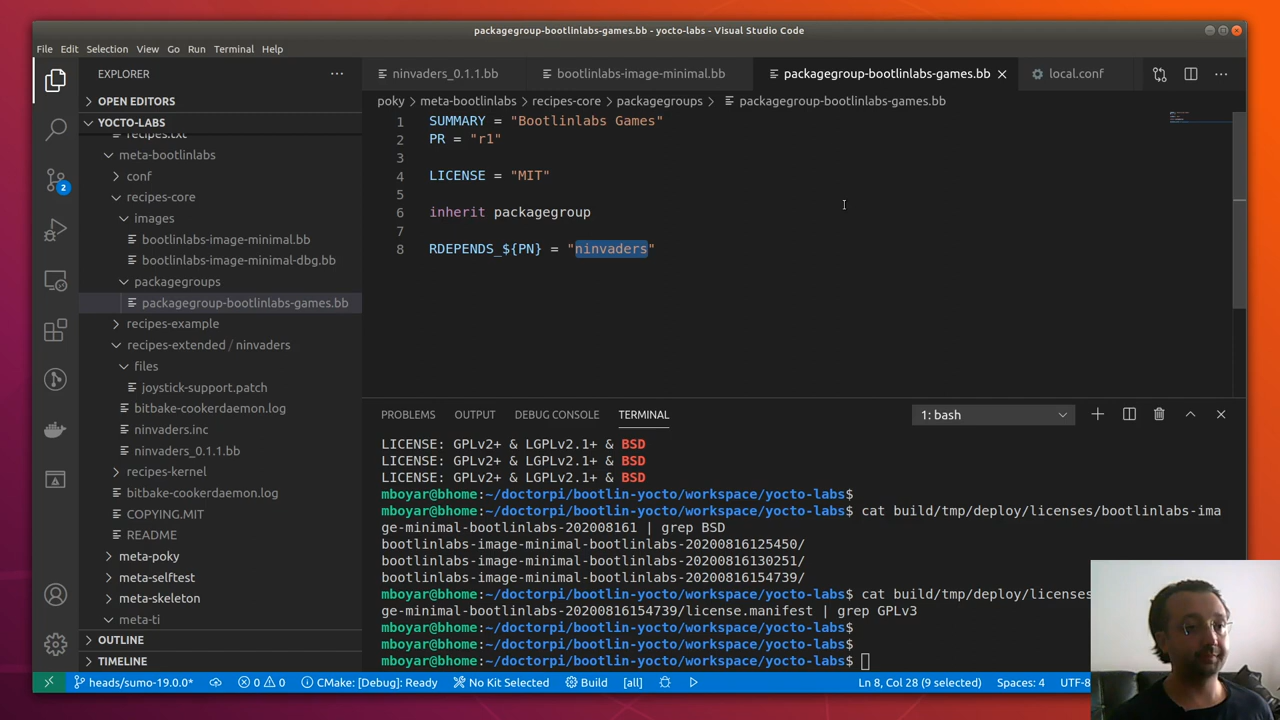 packagegroup-bootlinlabs-games.bb - yocto-labs - Visual Studio Code
File Edit Selection View Go Run Terminal Help
EXPLORER
OPEN EDITORS
YOCTO-LABS
recipes.txt
meta-bootlinlabs
conf
recipes-core
images
bootlinlabs-image-minimal.bb
bootlinlabs-image-minimal-dbg.bb
packagegroups
packagegroup-bootlinlabs-games.bb
recipes-example
recipes-extended / ninvaders
files
joystick-support.patch
bitbake-cookerdaemon.log
ninvaders.inc
ninvaders_0.1.1.bb
recipes-kernel
bitbake-cookerdaemon.log
COPYING.MIT
README
meta-poky
meta-selftest
meta-skeleton
meta-ti
OUTLINE
TIMELINE
2
ninvaders_0.1.1.bb bootlinlabs-image-minimal.bb packagegroup-bootlinlabs-games.bb local.conf
poky > meta-bootlinlabs > recipes-core > packagegroups > packagegroup-bootlinlabs-games.bb
1 SUMMARY = "Bootlinlabs Games"
2 PR = "r1"
3
4 LICENSE = "MIT"
5
6 inherit packagegroup
7
8 RDEPENDS_${PN} = "ninvaders"
PROBLEMS OUTPUT DEBUG CONSOLE TERMINAL 1: bash
LICENSE: GPLv2+ & LGPLv2.1+ & BSD
LICENSE: GPLv2+ & LGPLv2.1+ & BSD
LICENSE: GPLv2+ & LGPLv2.1+ & BSD
mboyar@bhome:~/doctorpi/bootlin-yocto/workspace/yocto-labs$
mboyar@bhome:~/doctorpi/bootlin-yocto/workspace/yocto-labs$ cat build/tmp/deploy/licenses/bootlinlabs-ima
ge-minimal-bootlinlabs-202008161 | grep BSD
bootlinlabs-image-minimal-bootlinlabs-20200816125450/
bootlinlabs-image-minimal-bootlinlabs-20200816130251/
bootlinlabs-image-minimal-bootlinlabs-20200816154739/
mboyar@bhome:~/doctorpi/bootlin-yocto/workspace/yocto-labs$ cat build/tmp/deploy/licenses
ge-minimal-bootlinlabs-20200816154739/license.manifest | grep GPLv3
mboyar@bhome:~/doctorpi/bootlin-yocto/workspace/yocto-labs$
mboyar@bhome:~/doctorpi/bootlin-yocto/workspace/yocto-labs$
mboyar@bhome:~/doctorpi/bootlin-yocto/workspace/yocto-labs$
heads/sumo-19.0.0* 0 0 CMake: [Debug]: Ready No Kit Selected Build [all] Ln 8, Col 28 (9 selected) Spaces: 4 UTF-8